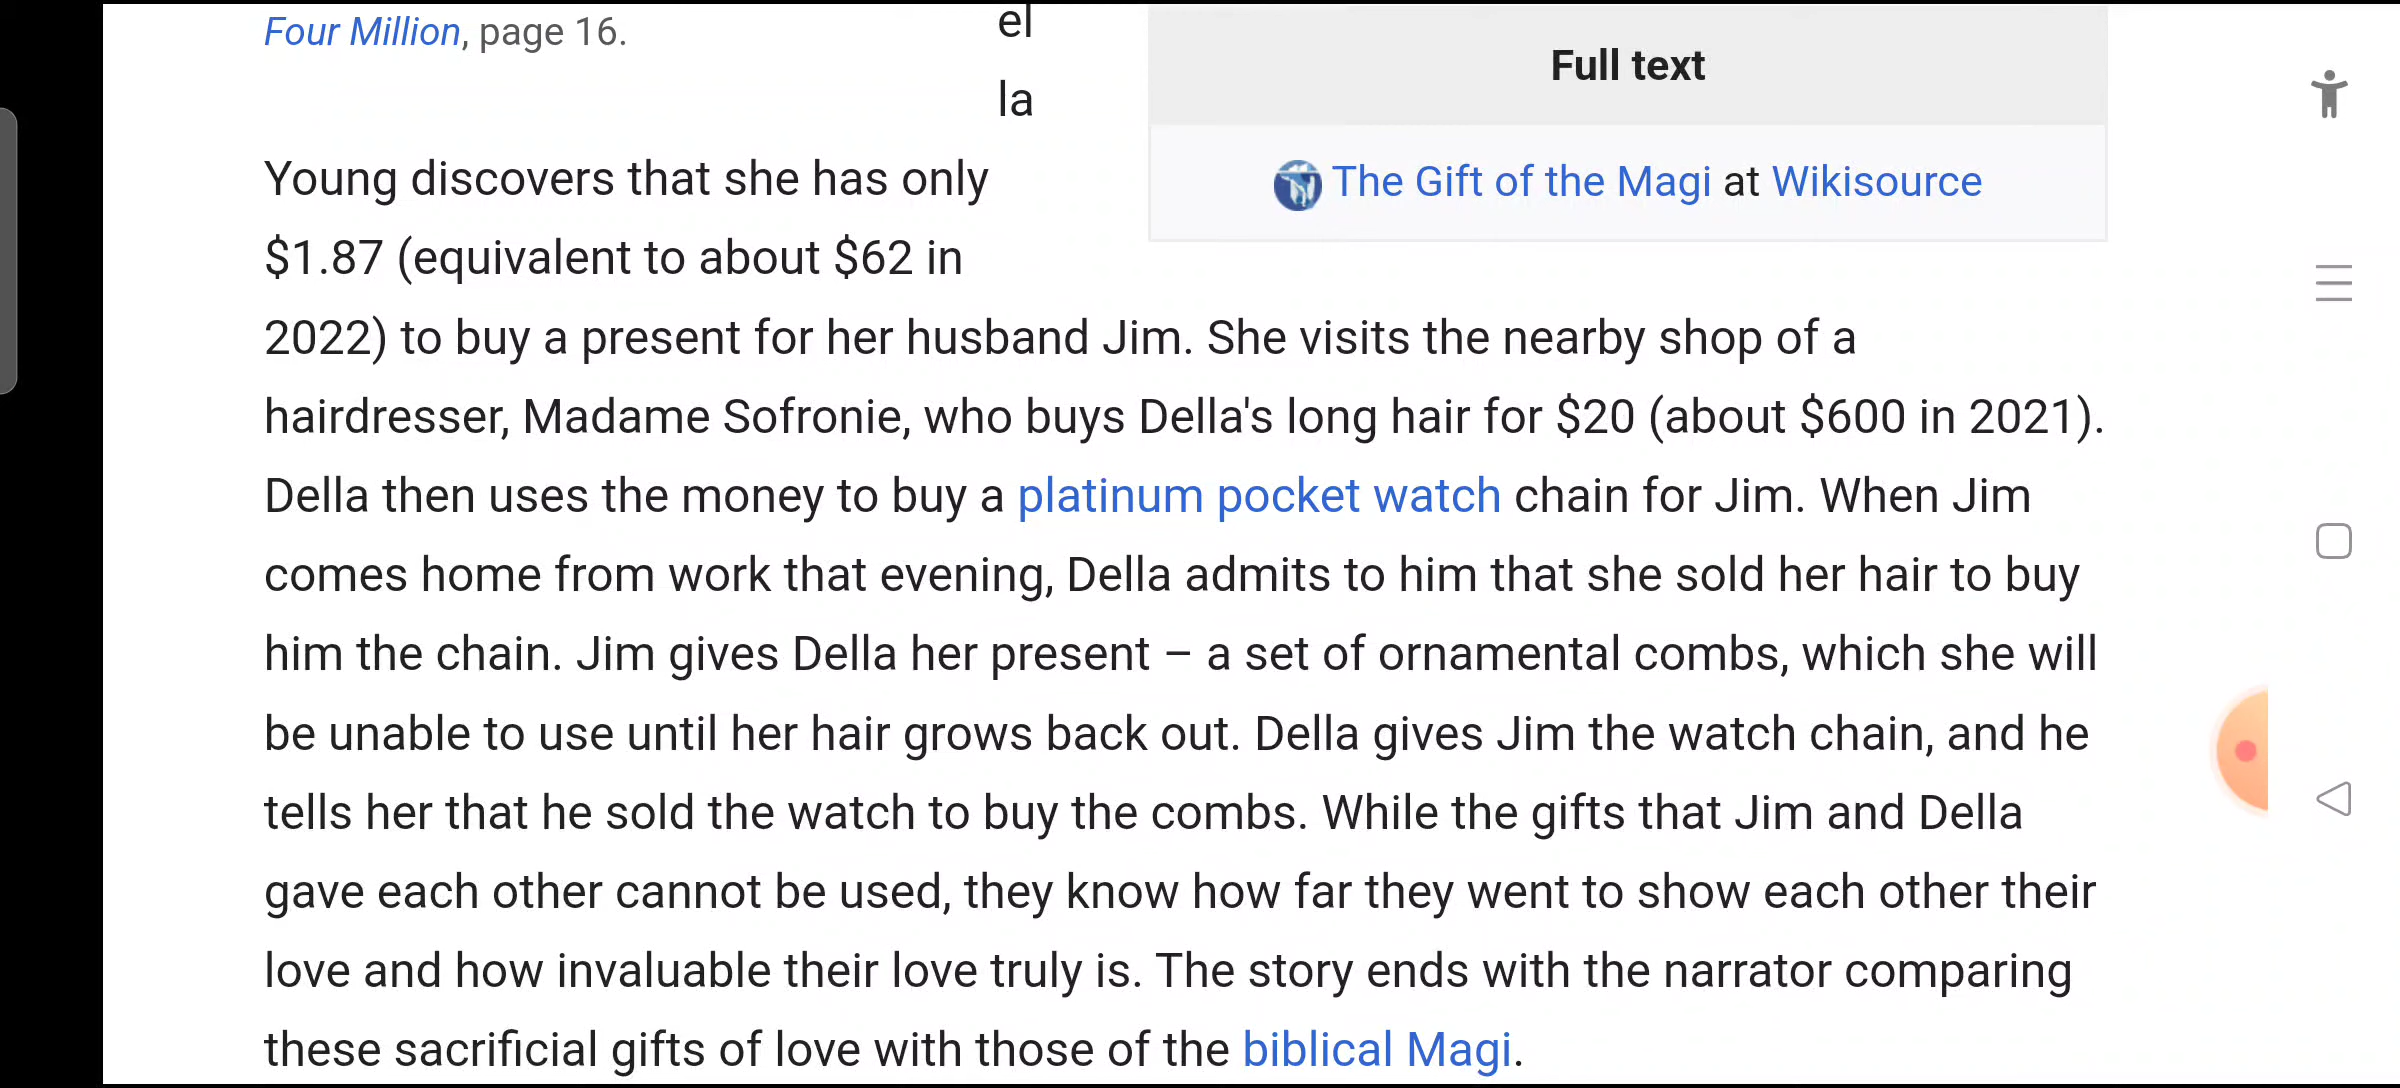 Four Million, page 16.
el
la
Full text
The Gift of the Magi at Wikisource
Young discovers that she has only
$1.87 (equivalent to about $62 in
2022) to buy a present for her husband Jim. She visits the nearby shop of a
hairdresser, Madame Sofronie, who buys Della's long hair for $20 (about $600 in 2021).
Della then uses the money to buy a platinum pocket watch chain for Jim. When Jim
comes home from work that evening, Della admits to him that she sold her hair to buy
him the chain. Jim gives Della her present – a set of ornamental combs, which she will
be unable to use until her hair grows back out. Della gives Jim the watch chain, and he
tells her that he sold the watch to buy the combs. While the gifts that Jim and Della
gave each other cannot be used, they know how far they went to show each other their
love and how invaluable their love truly is. The story ends with the narrator comparing
these sacrificial gifts of love with those of the biblical Magi.